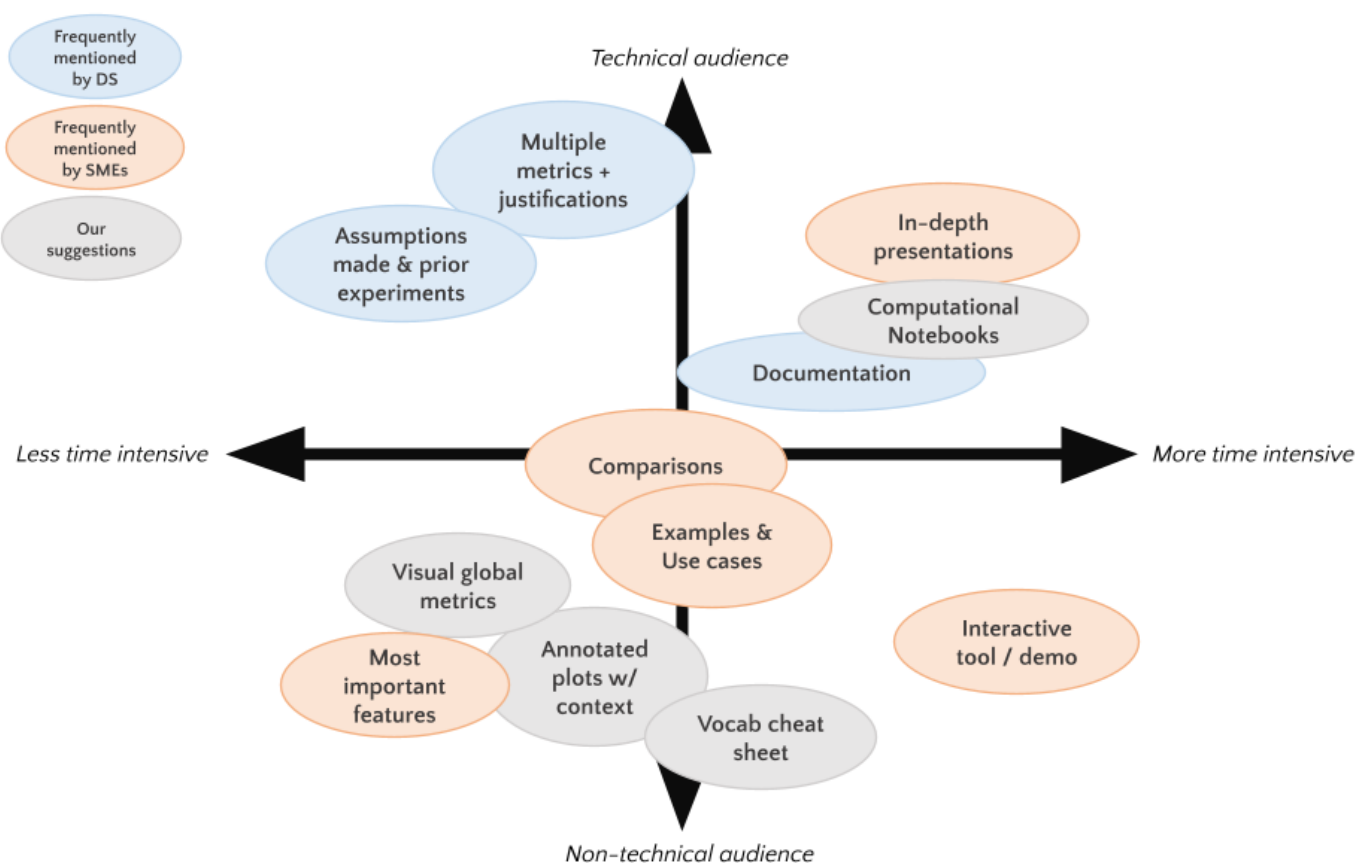 Frequently
mentioned
by DS
Frequently
mentioned
by SMEs
Our
suggestions
Technical audience
Multiple
metrics +
justifications
Assumptions
made & prior
experiments
In-depth
presentations
Computational
Notebooks
Documentation
Less time intensive
More time intensive
Comparisons
Examples &
Use cases
Visual global
metrics
Most
important
features
Annotated
plots w/
context
Interactive
tool / demo
Vocab cheat
sheet
Non-technical audience